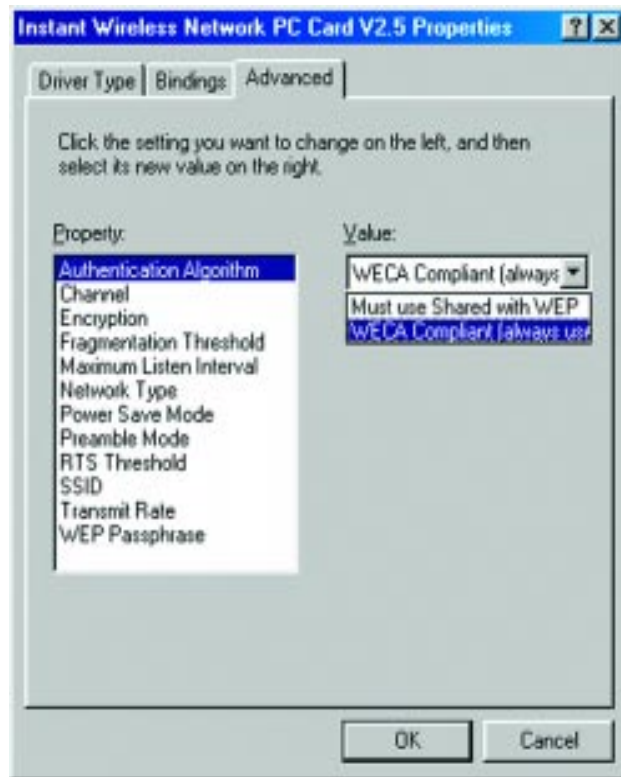 Instant Wireless Network PC Card V2.5 Properties ? X
Driver Type Bindings Advanced
Click the setting you want to change on the left, and then
select its new value on the right.
Property:
Authentication Algorithm
Channel
Encryption
Fragmentation Threshold
Maximum Listen Interval
Network Type
Power Save Mode
Preamble Mode
RTS Threshold
SSID
Transmit Rate
WEP Passphrase
Value:
WECA Compliant (always
Must use Shared with WEP
WECA Compliant (always use
OK Cancel